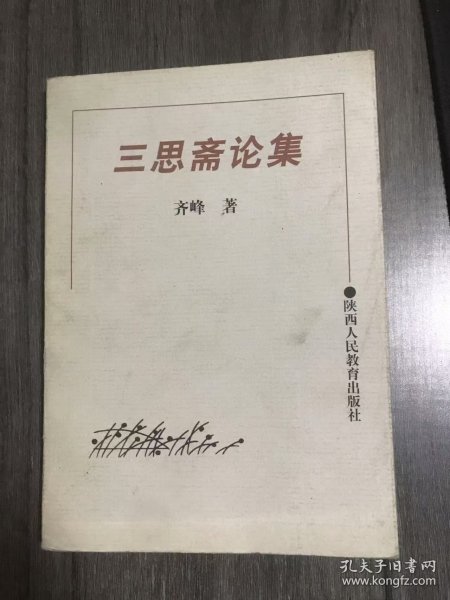 三思斋论集
齐峰 著
●陕西人民教育出版社
孔夫子旧书网
www.kongfz.com